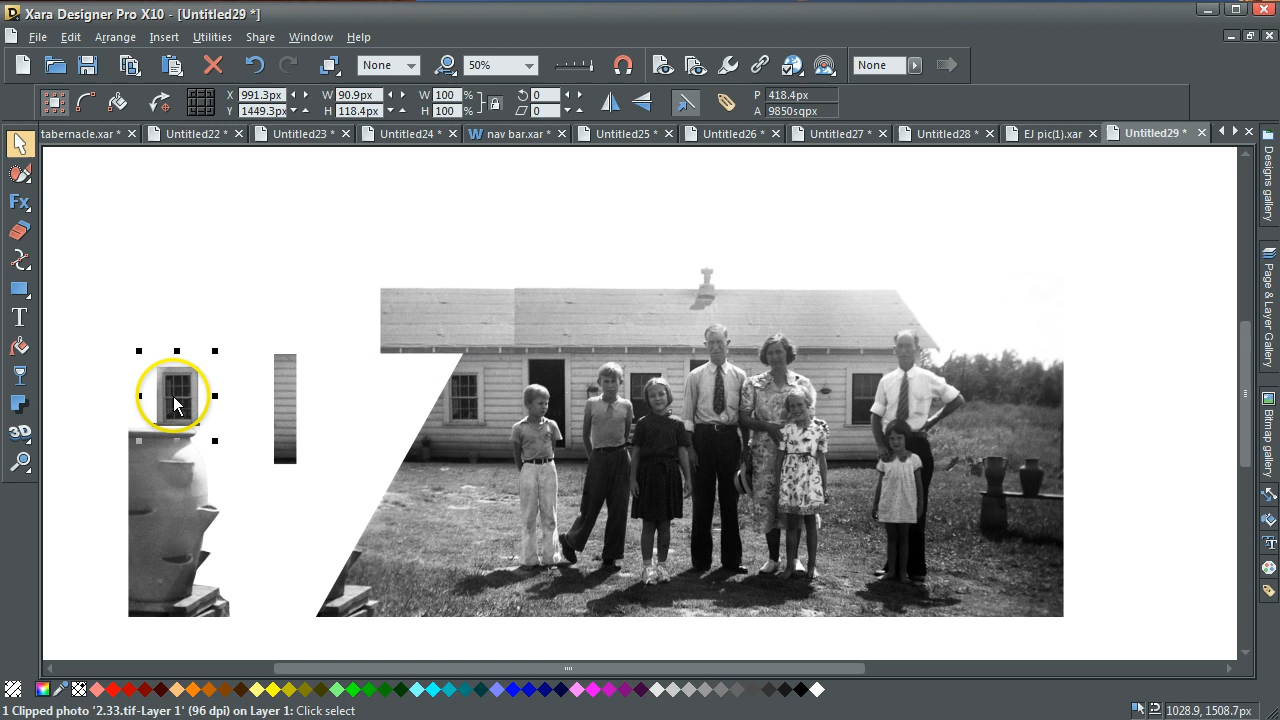 Xara Designer Pro X10 - [Untitled29 *]
File Edit Arrange Insert Utilities Share Window Help
None 50% None
X 991.3px W 90.9px W 100 % 0 P 418.4px
Y 1449.3px H 118.4px H 100 % 0 A 9850sqpx
tabernacle.xar * Untitled22 * Untitled23 * Untitled24 * nav bar.xar * Untitled25 * Untitled26 * Untitled27 * Untitled28 * EJ pic(1).xar Untitled29 *
Designs gallery
Page & Layer Gallery
Bitmap gallery
Fx
T
3D
1 Clipped photo '2.33.tif-Layer 1' (96 dpi) on Layer 1: Click select
1028.9, 1508.7px